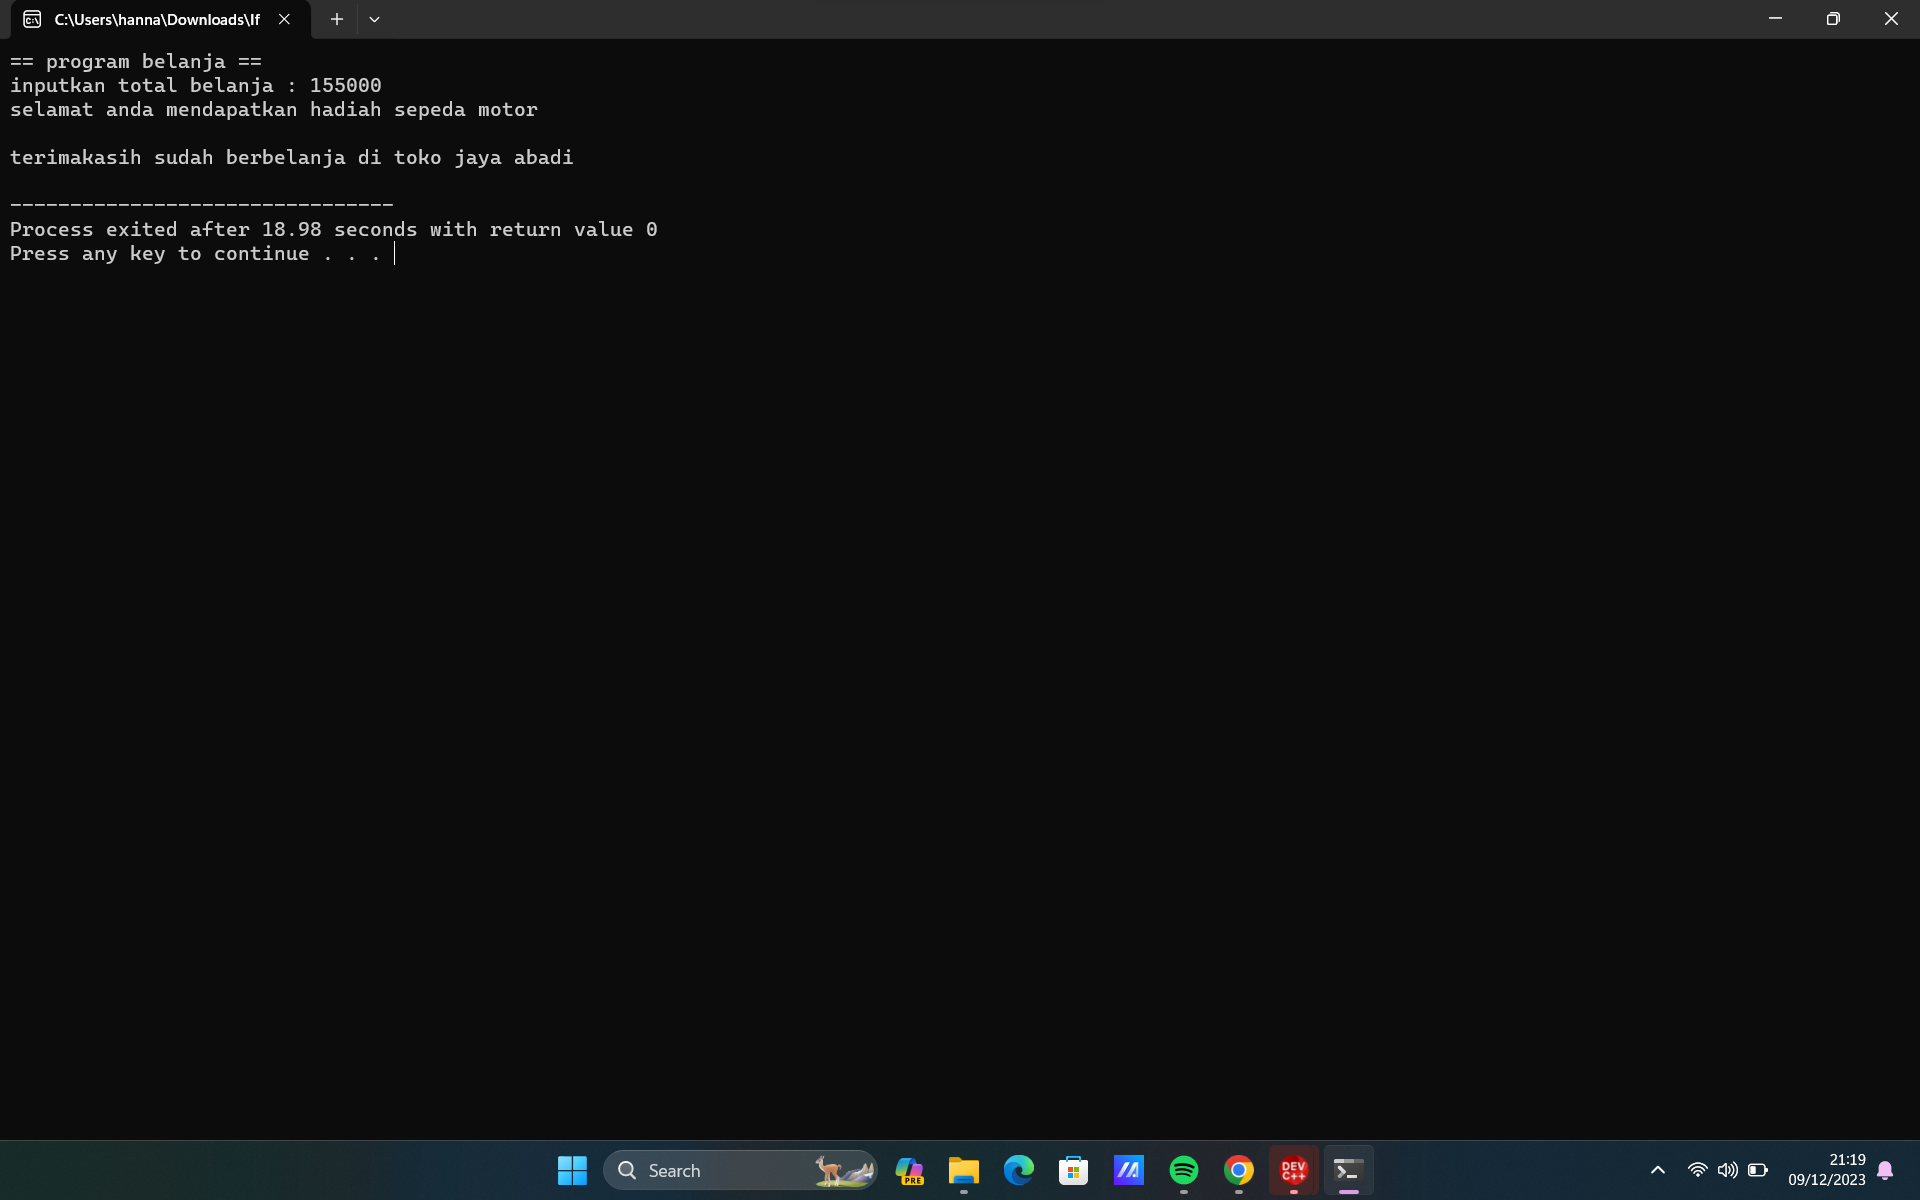 C:\Users\hanna\Downloads\If
== program belanja ==
inputkan total belanja : 155000
selamat anda mendapatkan hadiah sepeda motor
terimakasih sudah berbelanja di toko jaya abadi
--------------------------------
Process exited after 18.98 seconds with return value 0
Press any key to continue . . .
Search
PRE
DEV
C++
21:19
09/12/2023